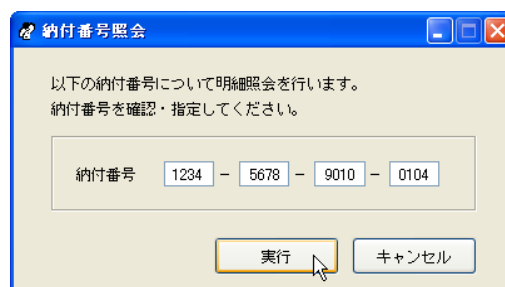 納付番号照会
以下の納付番号について明細照会を行います。
納付番号を確認・指定してください。
納付番号 1234 - 5678 - 9010 - 0104
実行 キャンセル